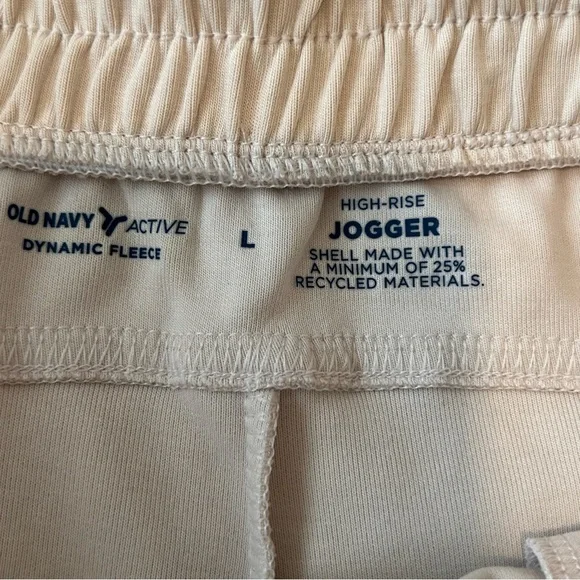 OLD NAVY ACTIVE
DYNAMIC FLEECE
L
HIGH-RISE
JOGGER
SHELL MADE WITH
A MINIMUM OF 25%
RECYCLED MATERIALS.